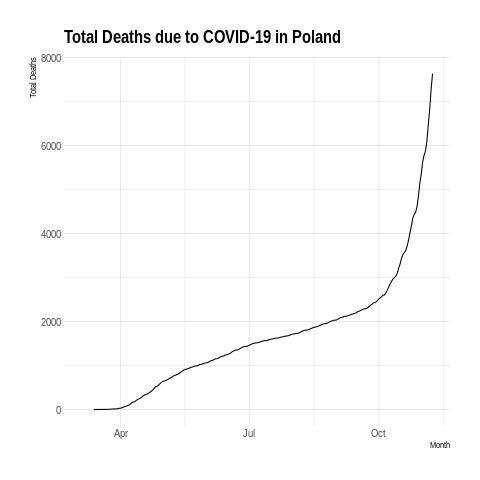 Total Deaths due to COVID-19 in Poland
Total Deaths
8000
6000
4000
2000
0
Apr Jul Oct
Month